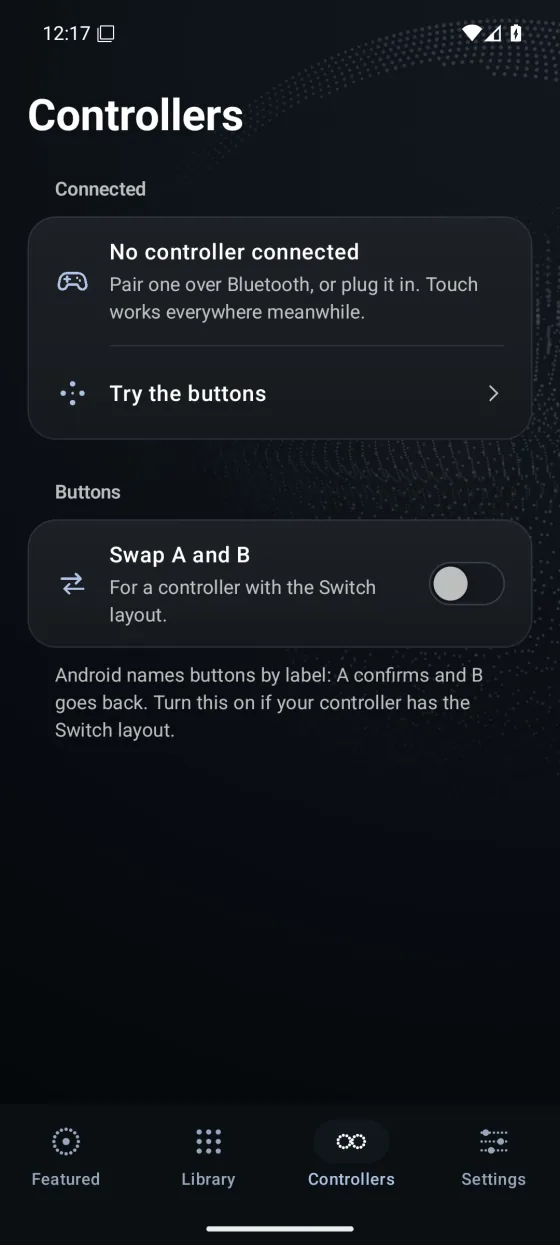 12:17
Controllers
Connected
No controller connected
Pair one over Bluetooth, or plug it in. Touch
works everywhere meanwhile.
Try the buttons
Buttons
Swap A and B
For a controller with the Switch
layout.
Android names buttons by label: A confirms and B
goes back. Turn this on if your controller has the
Switch layout.
Featured
Library
Controllers
Settings